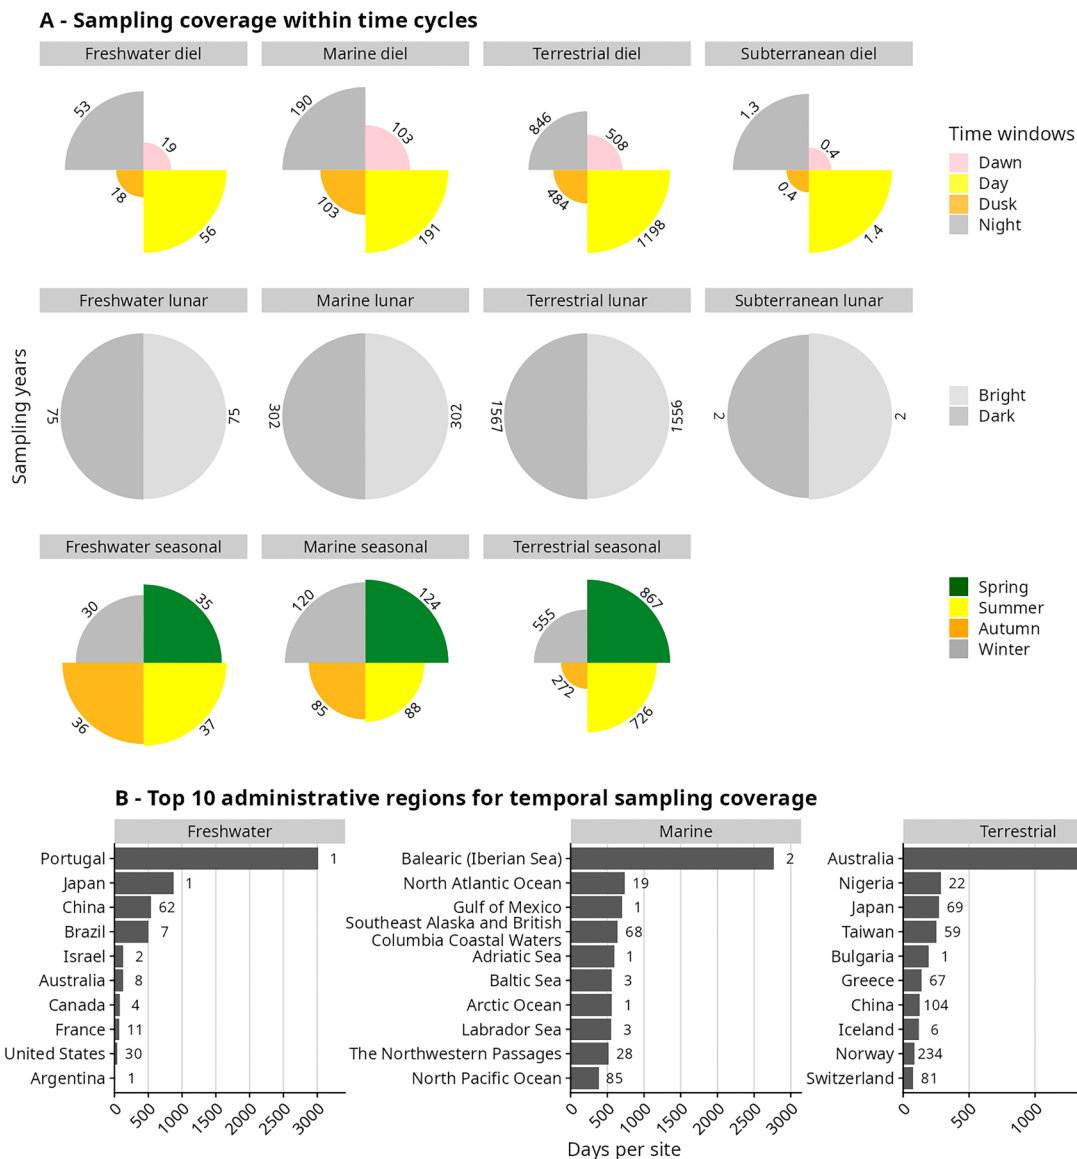 A - Sampling coverage within time cycles
Freshwater diel
Marine diel
Terrestrial diel
Subterranean diel
53
19
18
56
190
103
103
191
846
508
484
1198
1.3
0.4
0.4
1.4
Time windows
Dawn
Day
Dusk
Night
Sampling years
Freshwater lunar
Marine lunar
Terrestrial lunar
Subterranean lunar
75
75
302
302
1567
1556
2
2
Bright
Dark
Freshwater seasonal
Marine seasonal
Terrestrial seasonal
30
35
36
37
120
124
85
88
555
867
272
726
Spring
Summer
Autumn
Winter
B - Top 10 administrative regions for temporal sampling coverage
Freshwater
Portugal 1
Japan 1
China 62
Brazil 7
Israel 2
Australia 8
Canada 4
France 11
United States 30
Argentina 1
0 500 1000 1500 2000 2500 3000
Marine
Balearic (Iberian Sea) 2
North Atlantic Ocean 19
Gulf of Mexico 1
Southeast Alaska and British
Columbia Coastal Waters 68
Adriatic Sea 1
Baltic Sea 3
Arctic Ocean 1
Labrador Sea 3
The Northwestern Passages 28
North Pacific Ocean 85
0 500 1000 1500 2000 2500 3000
Terrestrial
Australia
Nigeria 22
Japan 69
Taiwan 59
Bulgaria 1
Greece 67
China 104
Iceland 6
Norway 234
Switzerland 81
0 500 1000
Days per site